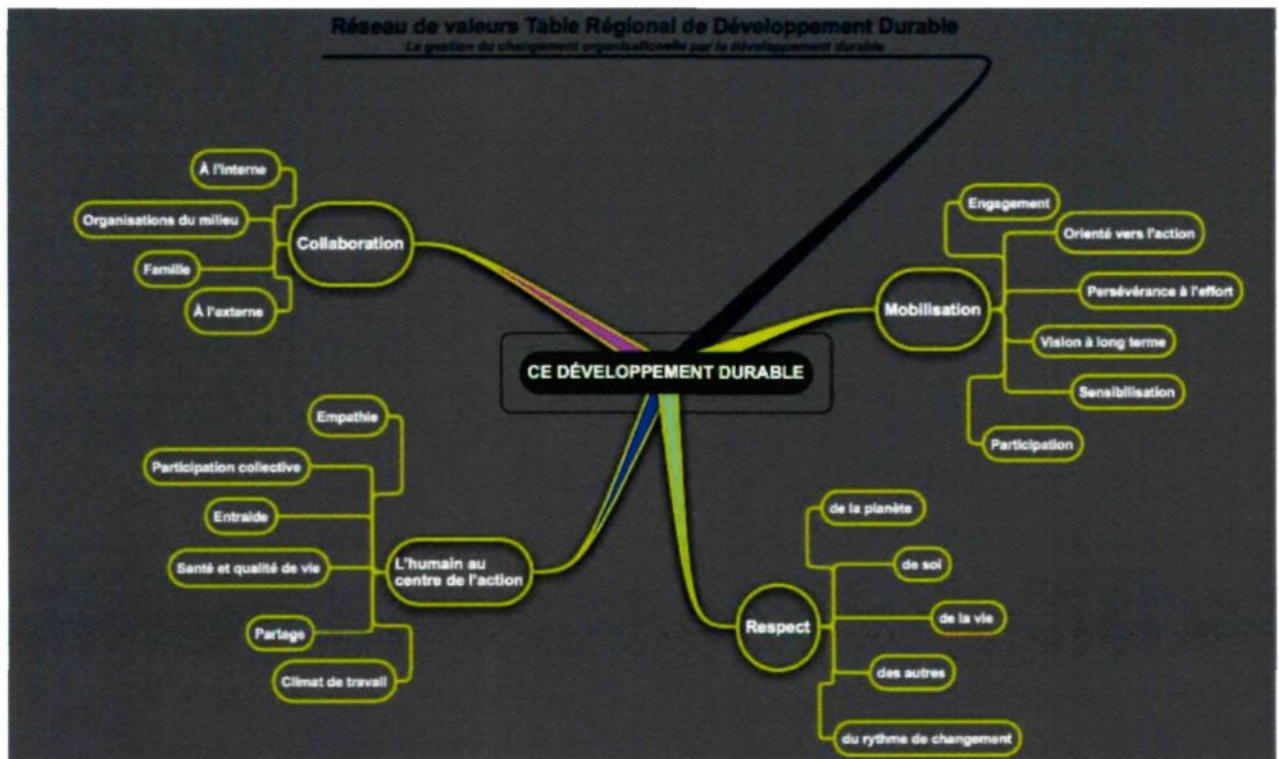 Réseau de valeurs Table Régional de Développement Durable
La gestion du changement organisationelle par le développement durable
À l'interne
Organisations du milieu
Famille
À l'externe
Collaboration
Engagement
Orienté vers l'action
Persévérance à l'effort
Vision à long terme
Sensibilisation
Participation
Mobilisation
CE DÉVELOPPEMENT DURABLE
Empathie
Participation collective
Entraide
Santé et qualité de vie
Partage
Climat de travail
L'humain au
centre de l'action
Respect
de la planète
de soi
de la vie
des autres
du rythme de changement